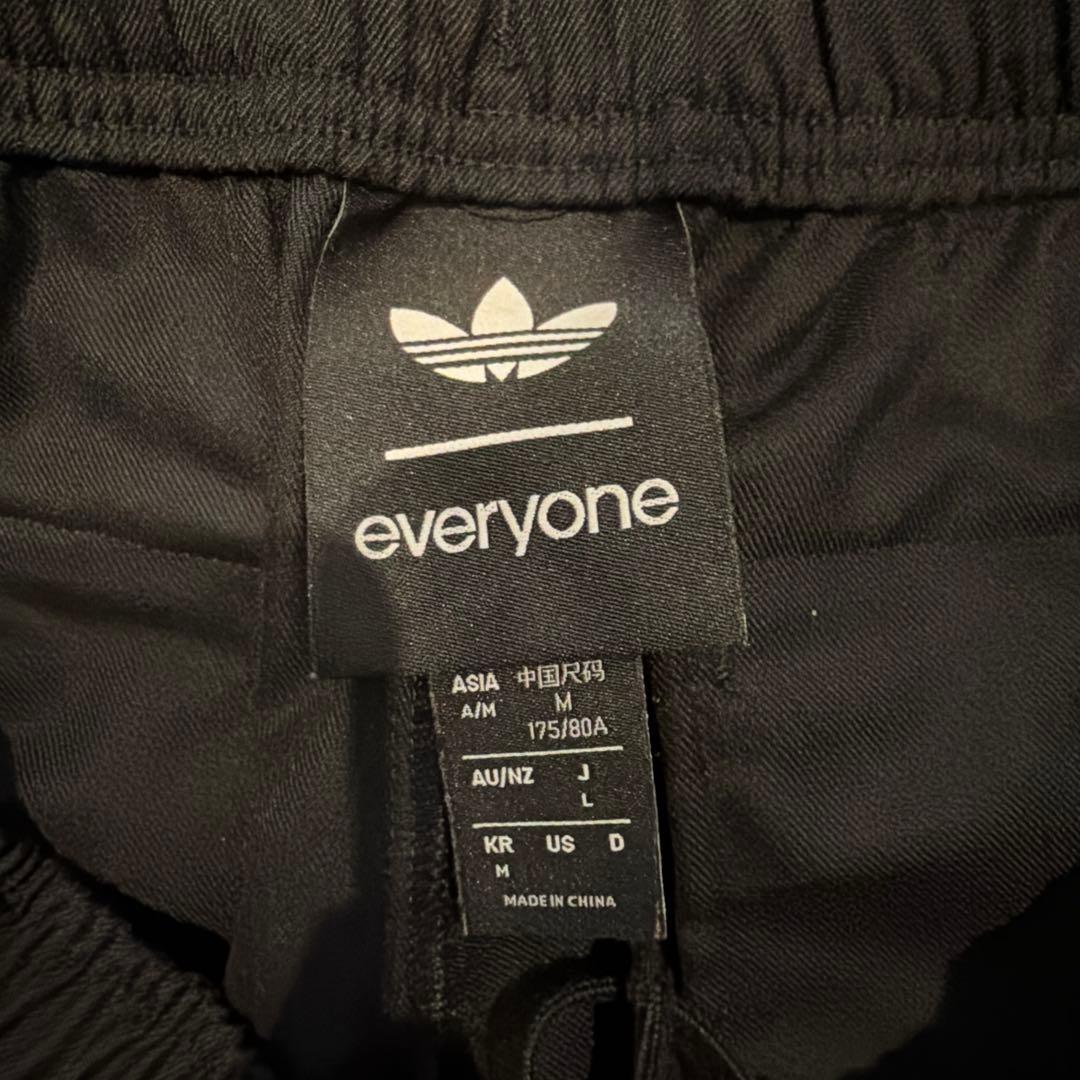 everyone
ASIA 中国尺码
A/M M
175/80A
AU/NZ J
L
KR US D
M
MADE IN CHINA